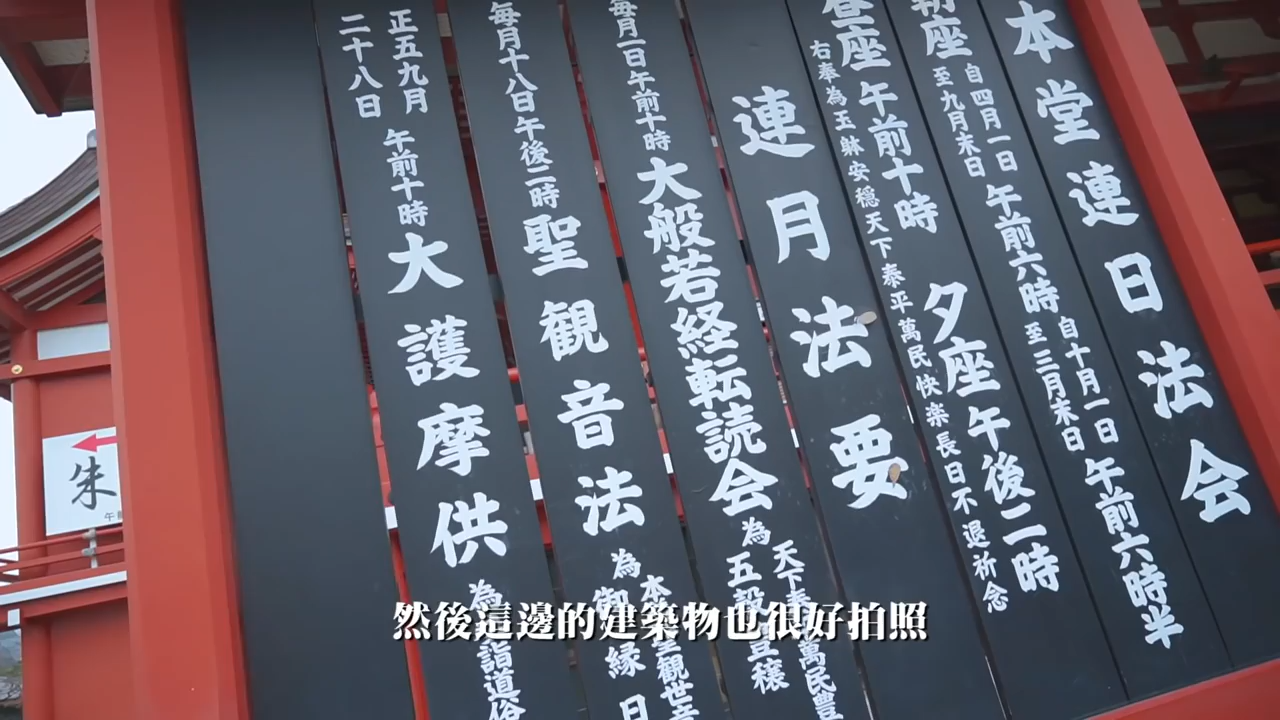 本堂連日法会
朝座 自四月一日 至九月末日 午前六時 自十月一日 至三月末日 午前六時半
昼座午前十時 夕座午後二時
右奉為玉躰安穏天下泰平萬民快楽長日不退祈念
連月法要
毎月一日午前十時 大般若経転読会 為 天下 萬民豊 五穀豊穣
毎月十八日午後二時 聖観音法 為 本堂観世音 御縁日
正五九月 二十八日 午前十時 大護摩供 為 詣道俗
朱
然後這邊的建築物也很好拍照